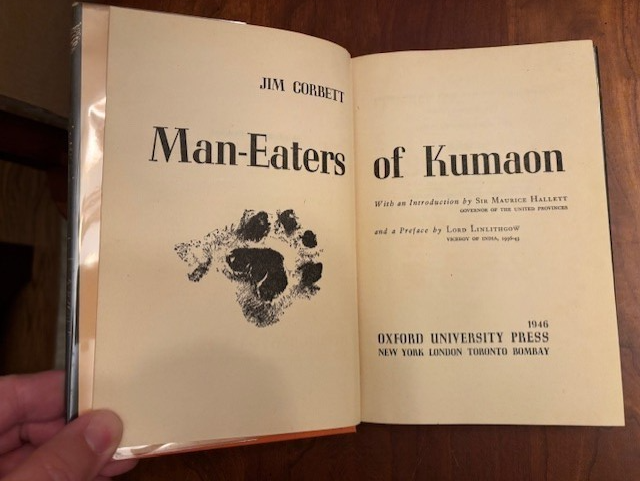 JIM CORBETT
Man-Eaters of Kumaon
With an Introduction by SIR MAURICE HALLETT
GOVERNOR OF THE UNITED PROVINCES
and a Preface by LORD LINLITHGOW
VICEROY OF INDIA, 1936-43
1946
OXFORD UNIVERSITY PRESS
NEW YORK LONDON TORONTO BOMBAY